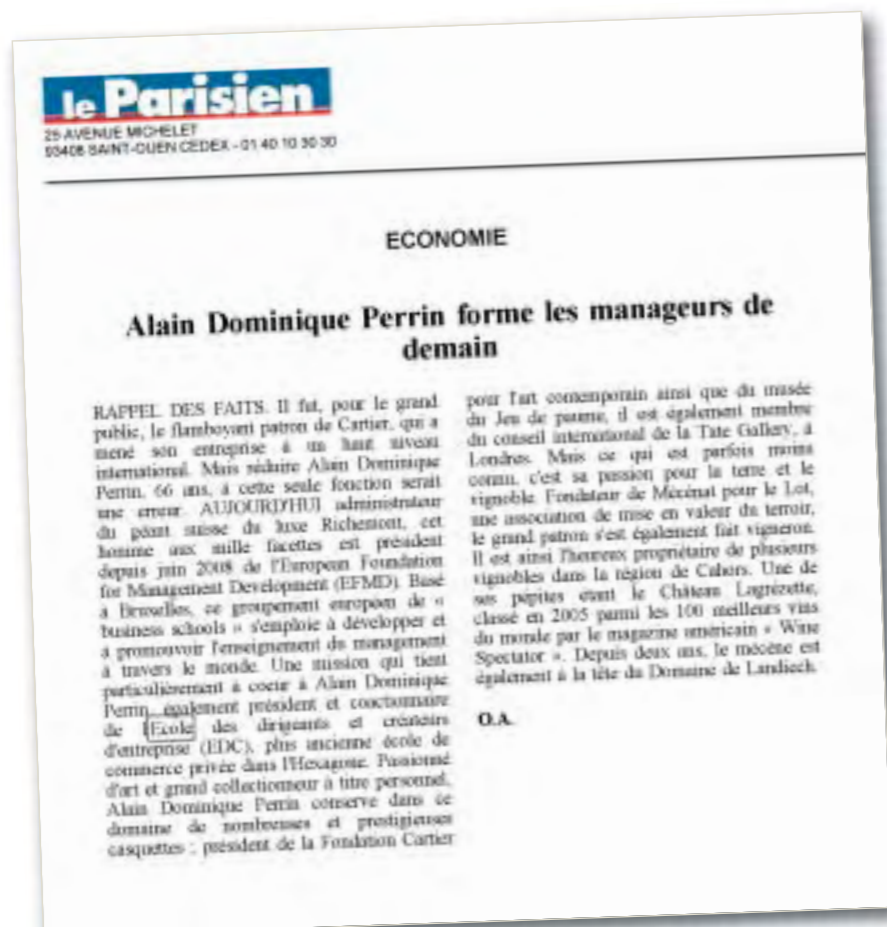 le Parisien
25 AVENUE MICHELET
93408 SAINT-OUEN CEDEX - 01 40 10 30 30
ECONOMIE
Alain Dominique Perrin forme les manageurs de
demain
RAPPEL DES FAITS. Il fut, pour le grand
public, le flamboyant patron de Cartier, qui a
mené son entreprise à un haut niveau
international. Mais réduire Alain Dominique
Perrin, 66 ans, à cette seule fonction serait
une erreur. AUJOURD'HUI administrateur
du géant suisse du luxe Richemont, cet
homme aux mille facettes est président
depuis juin 2008 de l'European Foundation
for Management Development (EFMD). Basé
à Bruxelles, ce groupement européen de «
business schools » s'emploie à développer et
à promouvoir l'enseignement du management
à travers le monde. Une mission qui tient
particulièrement à coeur à Alain Dominique
Perrin, également président et coactionnaire
de l'Ecole des dirigeants et créateurs
d'entreprise (EDC), plus ancienne école de
commerce privée dans l'Hexagone. Passionné
d'art et grand collectionneur à titre personnel,
Alain Dominique Perrin conserve dans ce
domaine de nombreuses et prestigieuses
casquettes : président de la Fondation Cartier
pour l'art contemporain ainsi que du musée
du Jeu de paume, il est également membre
du conseil international de la Tate Gallery, à
Londres. Mais ce qui est parfois moins
connu, c'est sa passion pour la terre et le
vignoble. Fondateur de Mécénat pour le Lot,
une association de mise en valeur du terroir,
le grand patron s'est également fait vigneron.
Il est ainsi l'heureux propriétaire de plusieurs
vignobles dans la région de Cahors. Une de
ses pépites étant le Château Lagrézette,
classé en 2005 parmi les 100 meilleurs vins
du monde par le magazine américain « Wine
Spectator ». Depuis deux ans, le mécène est
également à la tête du Domaine de Landiech.
O.A.